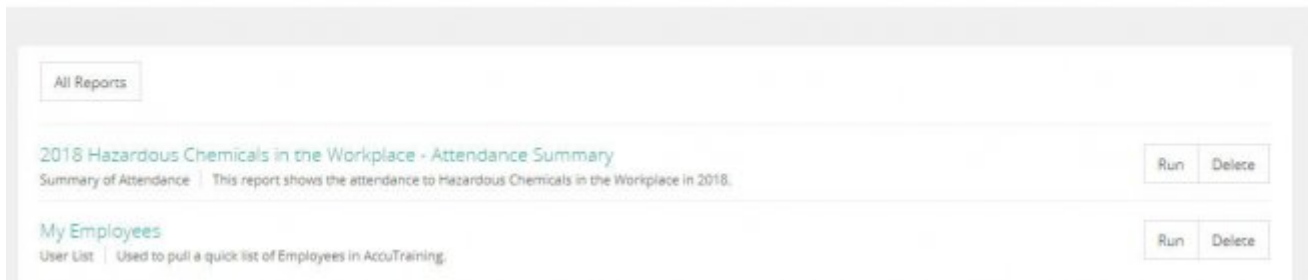 All Reports
2018 Hazardous Chemicals in the Workplace - Attendance Summary
Run Delete
Summary of Attendance This report shows the attendance to Hazardous Chemicals in the Workplace in 2018.
My Employees
Run Delete
User List Used to pull a quick list of Employees in AccuTraining.